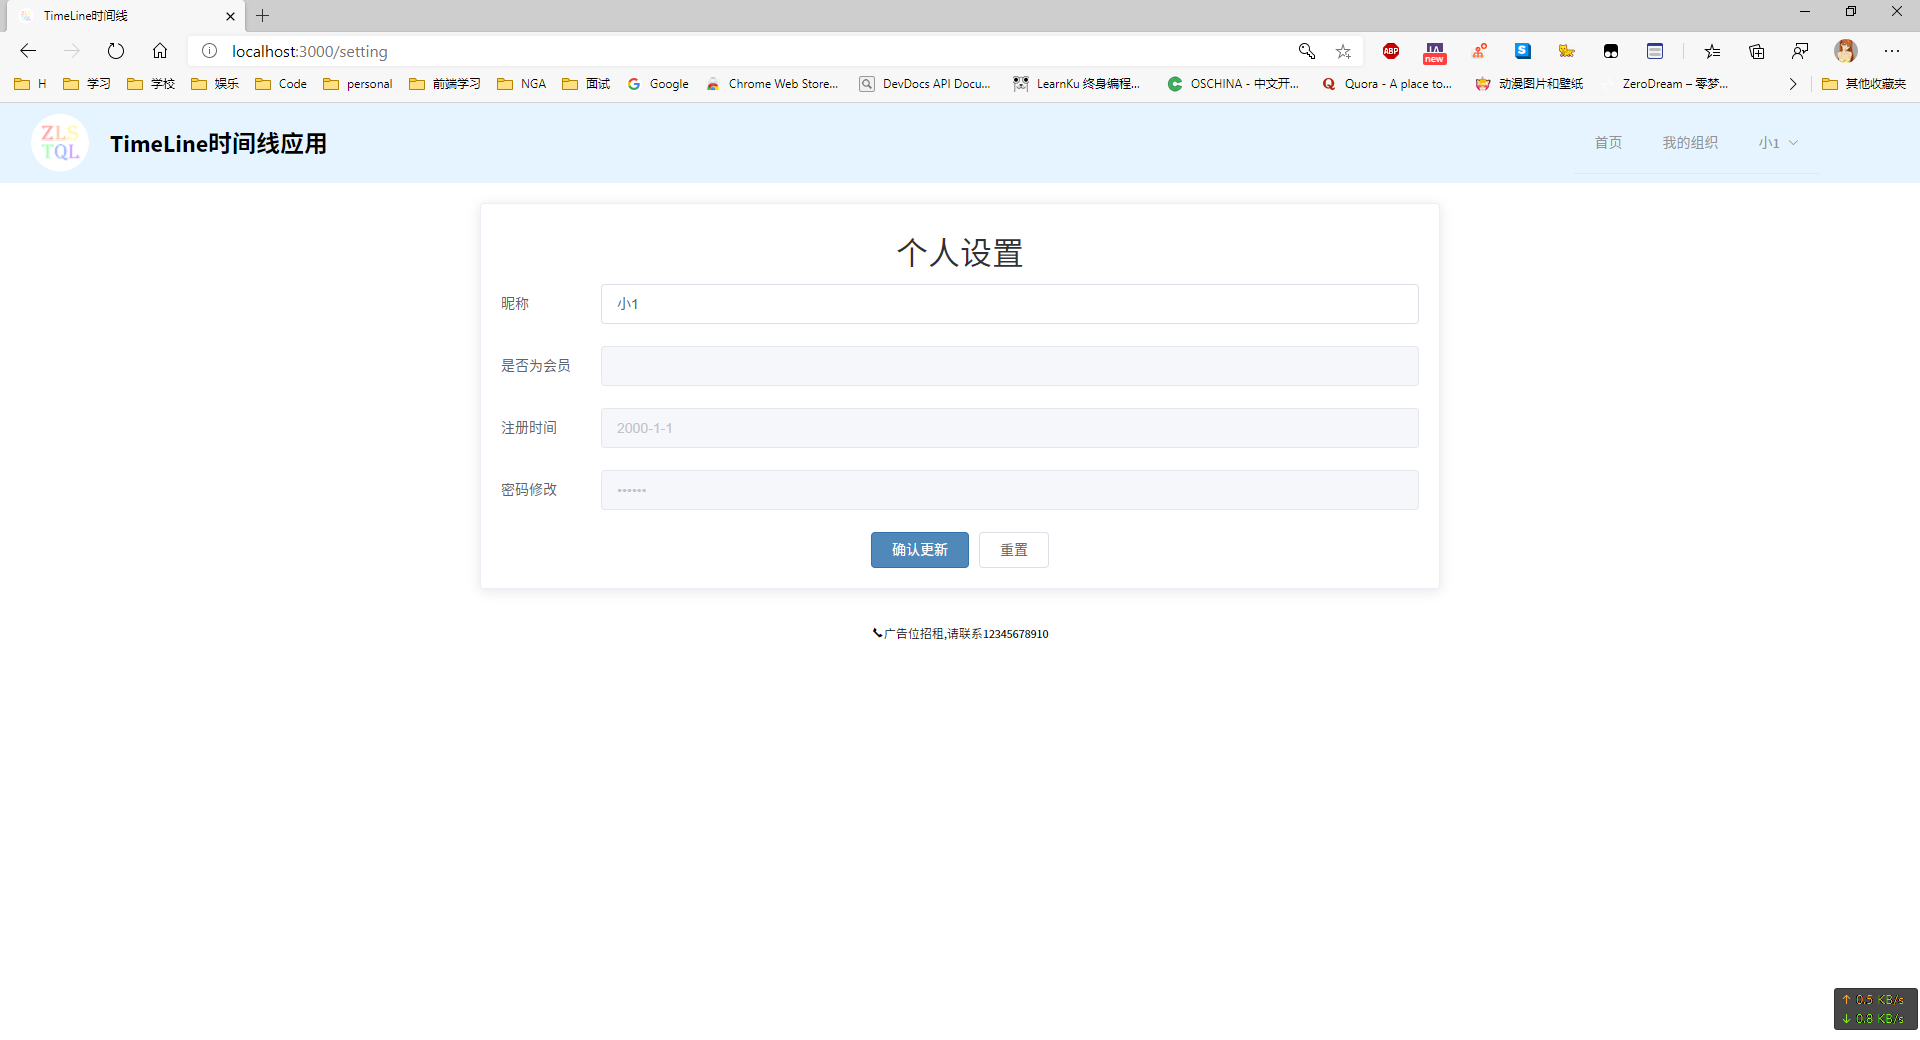 TimeLine时间线
localhost:3000/setting
ABP
new
H 学习 学校 娱乐 Code personal 前端学习 NGA 面试 Google Chrome Web Store... DevDocs API Docu... LearnKu 终身编程... OSCHINA - 中文开... Quora - A place to... 动漫图片和壁纸 ZeroDream – 零梦... 其他收藏夹
ZLS
TQL
TimeLine时间线应用
首页 我的组织 小1
个人设置
昵称 小1
是否为会员
注册时间 2000-1-1
密码修改 ••••••
确认更新 重置
广告位招租,请联系12345678910
↑ 0.5 KB/s
↓ 0.8 KB/s